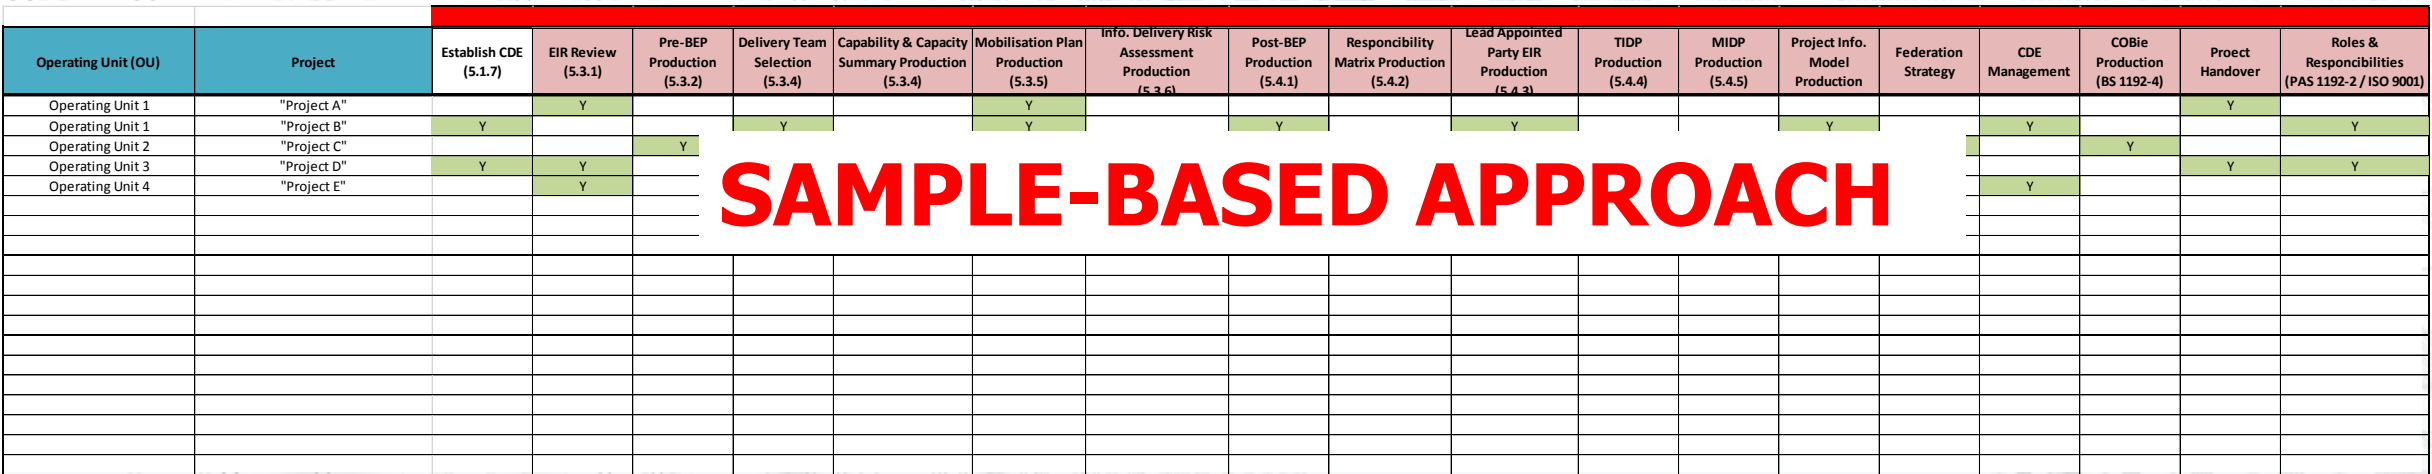 Operating Unit (OU)
Project
Establish CDE
(5.1.7)
EIR Review
(5.3.1)
Pre-BEP
Production
(5.3.2)
Delivery Team
Selection
(5.3.4)
Capability & Capacity
Summary Production
(5.3.4)
Mobilisation Plan
Production
(5.3.5)
Info. Delivery Risk
Assessment
Production
(5.3.6)
Post-BEP
Production
(5.4.1)
Responcibility
Matrix Production
(5.4.2)
Lead Appointed
Party EIR
Production
(5.4.3)
TIDP
Production
(5.4.4)
MIDP
Production
(5.4.5)
Project Info.
Model
Production
Federation
Strategy
CDE
Management
COBie
Production
(BS 1192-4)
Proect
Handover
Roles &
Responcibilities
(PAS 1192-2 / ISO 9001)
Operating Unit 1 "Project A" Y Y Y
Operating Unit 1 "Project B" Y Y Y Y Y Y Y Y
Operating Unit 2 "Project C" Y Y
Operating Unit 3 "Project D" Y Y Y Y
Operating Unit 4 "Project E" Y Y
SAMPLE-BASED APPROACH